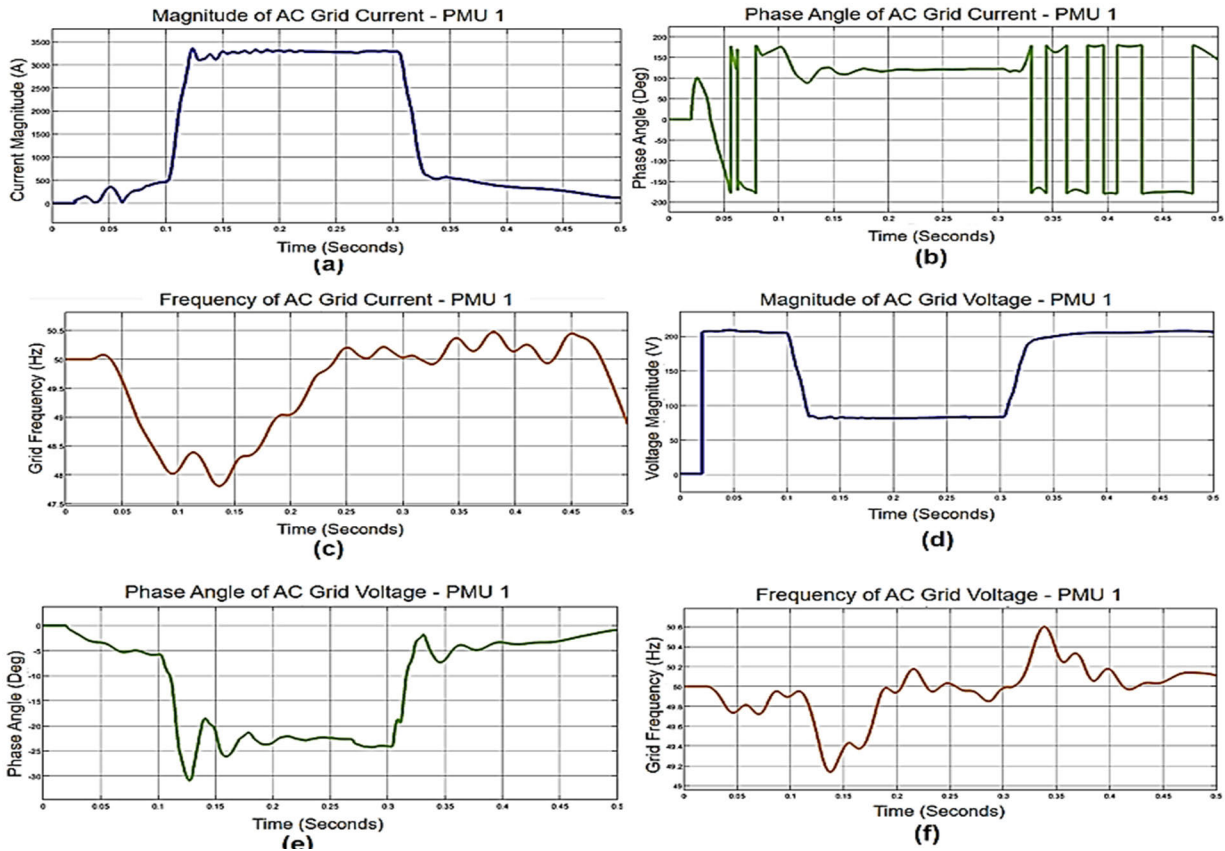 Magnitude of AC Grid Current - PMU 1
Current Magnitude (A)
3500
3000
2500
2000
1500
1000
500
0
0 0.05 0.1 0.15 0.2 0.25 0.3 0.35 0.4 0.45 0.5
Time (Seconds)
(a)
Phase Angle of AC Grid Current - PMU 1
Phase Angle (Deg)
200
150
100
50
0
-50
-100
-150
-200
0 0.05 0.1 0.15 0.2 0.25 0.3 0.35 0.4 0.45 0.5
Time (Seconds)
(b)
Frequency of AC Grid Current - PMU 1
Grid Frequency (Hz)
50.5
50
49.5
49
48.5
48
47.5
0 0.05 0.1 0.15 0.2 0.25 0.3 0.35 0.4 0.45 0.5
Time (Seconds)
(c)
Magnitude of AC Grid Voltage - PMU 1
Voltage Magnitude (V)
200
150
100
50
0
0 0.05 0.1 0.15 0.2 0.25 0.3 0.35 0.4 0.45 0.5
Time (Seconds)
(d)
Phase Angle of AC Grid Voltage - PMU 1
Phase Angle (Deg)
0
-5
-10
-15
-20
-25
-30
0 0.05 0.1 0.15 0.2 0.25 0.3 0.35 0.4 0.45 0.5
Time (Seconds)
(e)
Frequency of AC Grid Voltage - PMU 1
Grid Frequency (Hz)
50.6
50.4
50.2
50
49.6
49.4
49.2
49
0 0.05 0.1 0.15 0.2 0.25 0.3 0.35 0.4 0.45 0.5
Time (Seconds)
(f)